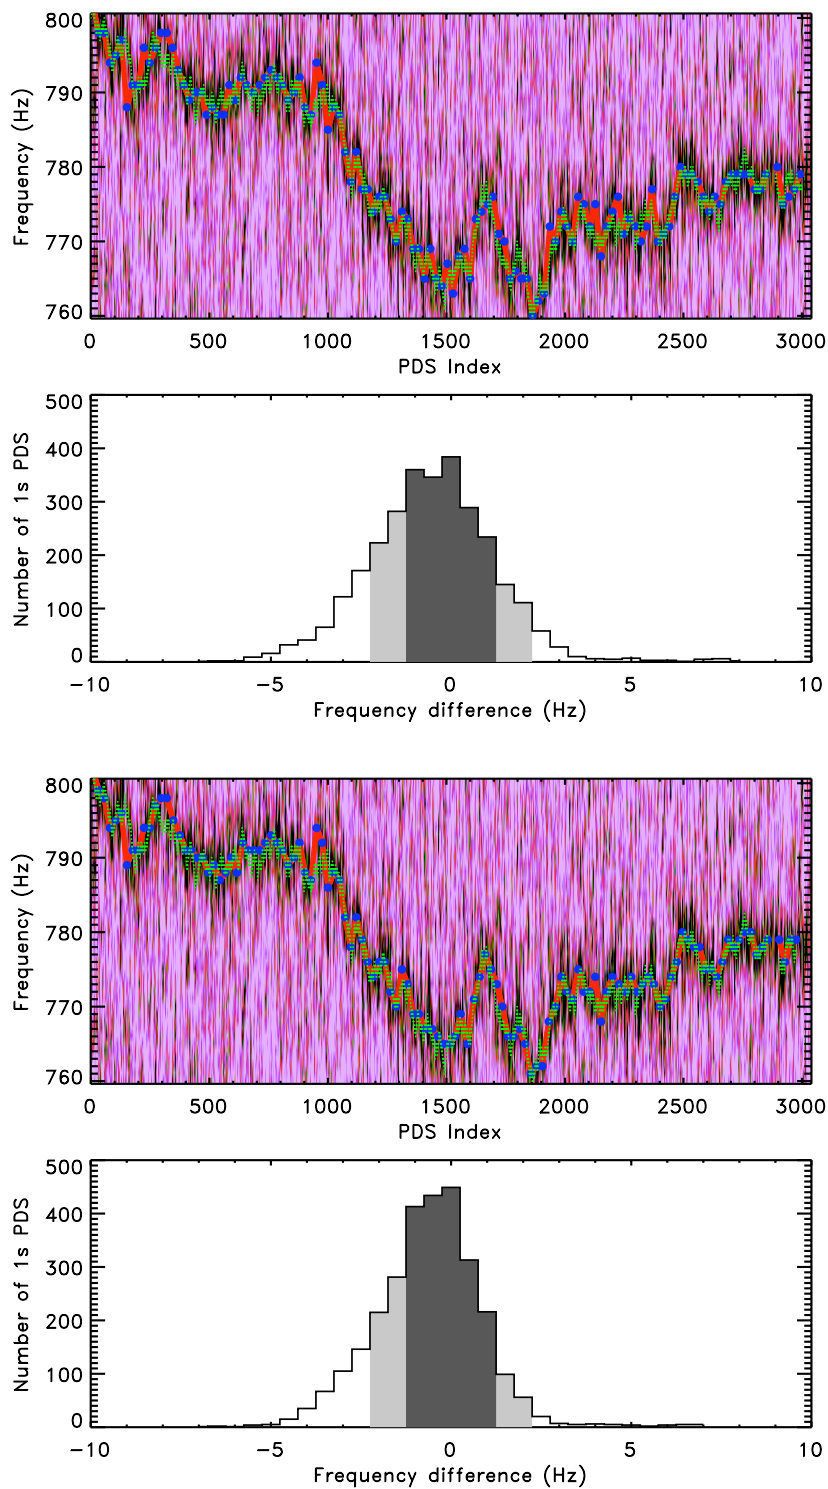 800
790
780
770
760
Frequency (Hz)
0 500 1000 1500 2000 2500 3000
PDS Index
500
400
300
200
100
0
Number of 1s PDS
−10 −5 0 5 10
Frequency difference (Hz)
800
790
780
770
760
Frequency (Hz)
0 500 1000 1500 2000 2500 3000
PDS Index
500
400
300
200
100
0
Number of 1s PDS
−10 −5 0 5 10
Frequency difference (Hz)